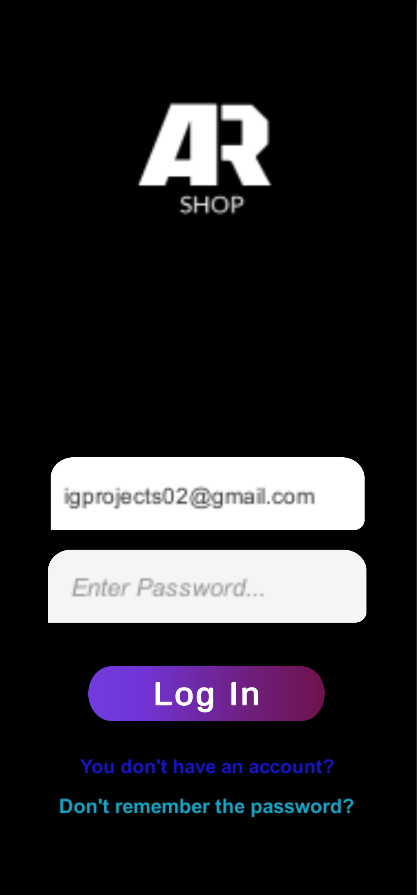 AR
SHOP
igprojects02@gmail.com
Enter Password...
Log In
You don't have an account?
Don't remember the password?